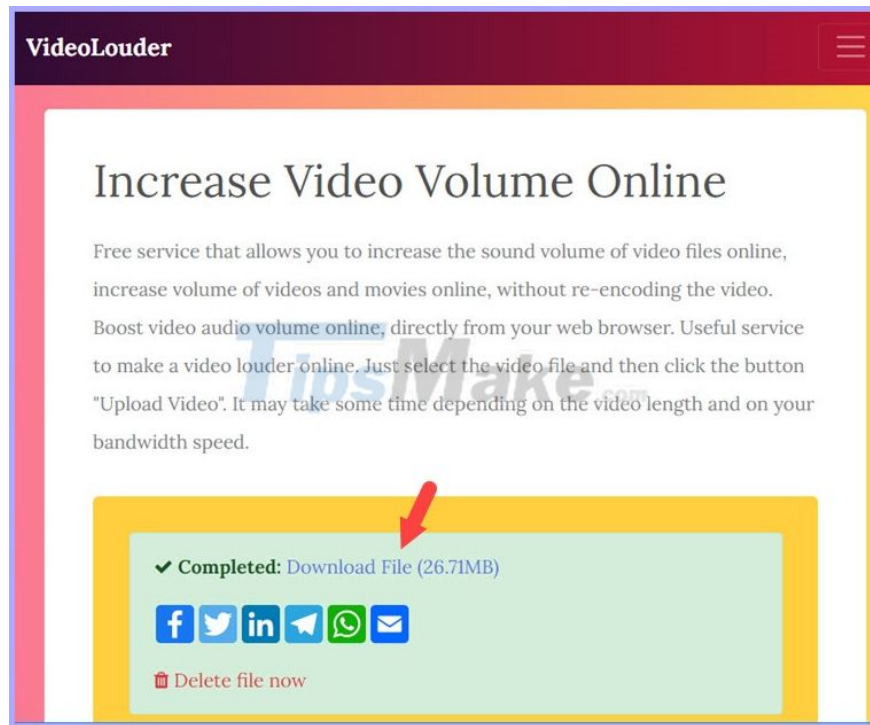 VideoLouder
Increase Video Volume Online
Free service that allows you to increase the sound volume of video files online,
increase volume of videos and movies online, without re-encoding the video.
Boost video audio volume online, directly from your web browser. Useful service
to make a video louder online. Just select the video file and then click the button
"Upload Video". It may take some time depending on the video length and on your
bandwidth speed.
TipsMake.com
Completed: Download File (26.71MB)
Delete file now